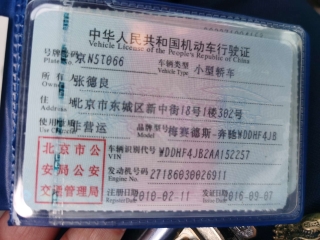 中华人民共和国机动车行驶证
Vehicle License of the People's Republic of China
号牌号码 京N5T066 车辆类型 小型轿车
Plate No. Vehicle Type
所有人 张德良
住址 北京市东城区新中街18号1楼302号
使用性质 非营运 品牌型号 梅赛德斯-奔驰WDDHF4JB
北京市公 车辆识别代号 WDDHF4JB2AA152257
VIN
安局公安 发动机号码 27186030026911
Engine No.
交通管理局 注册日期 2010-02-11 发证日期 2016-09-07
Issue Date